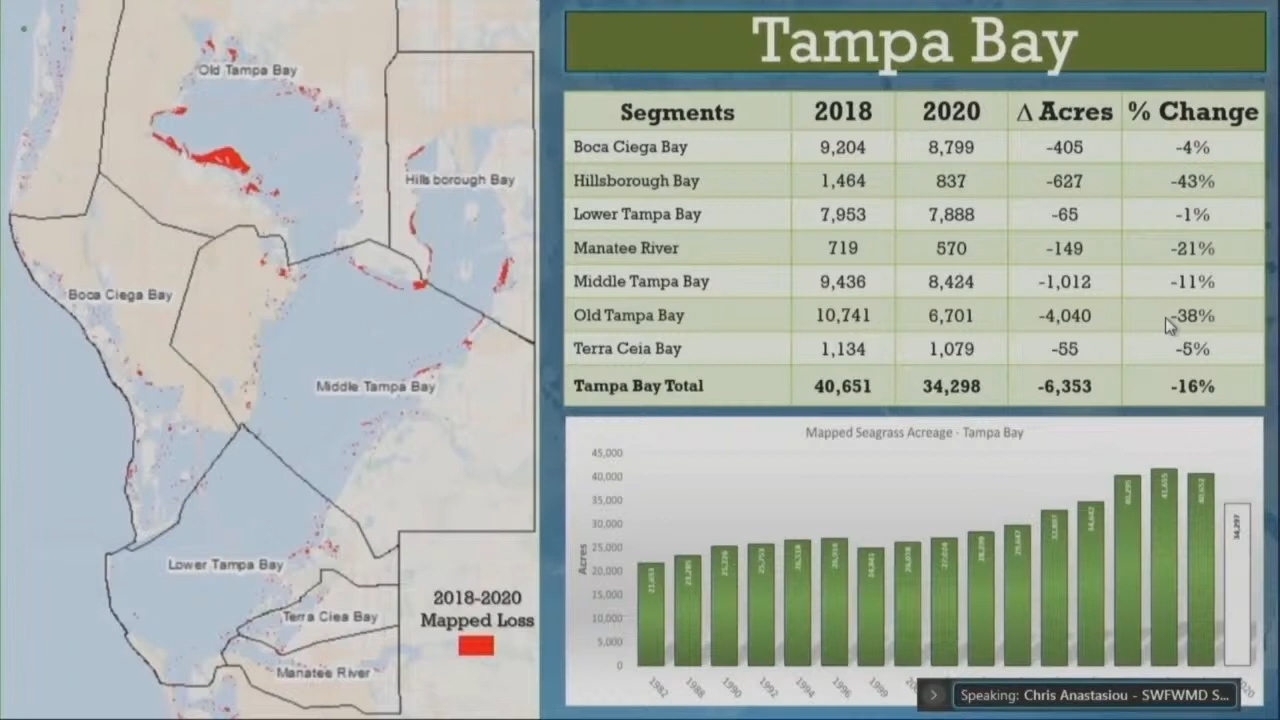 Old Tampa Bay
Hillsborough Bay
Boca Ciega Bay
Middle Tampa Bay
Lower Tampa Bay
Terra Ciea Bay
Manatee River
2018-2020
Mapped Loss
Tampa Bay
Segments 2018 2020 Δ Acres % Change
Boca Ciega Bay 9,204 8,799 -405 -4%
Hillsborough Bay 1,464 837 -627 -43%
Lower Tampa Bay 7,953 7,888 -65 -1%
Manatee River 719 570 -149 -21%
Middle Tampa Bay 9,436 8,424 -1,012 -11%
Old Tampa Bay 10,741 6,701 -4,040 -38%
Terra Ceia Bay 1,134 1,079 -55 -5%
Tampa Bay Total 40,651 34,298 -6,353 -16%
Mapped Seagrass Acreage - Tampa Bay
45,000
40,000
35,000
30,000
25,000
20,000
15,000
10,000
5,000
0
Acres
34,297
1982 1988 1990 1992 1994 1996 1999
Speaking: Chris Anastasiou - SWFWMD S...